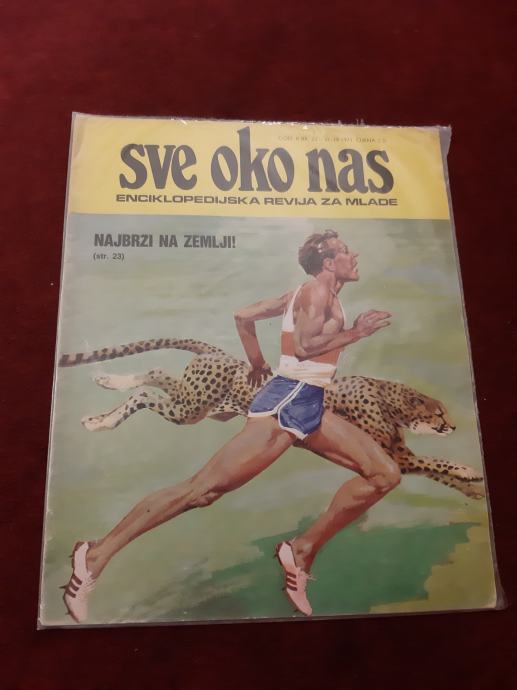 sve oko nas
ENCIKLOPEDIJSKA REVIJA ZA MLADE
NAJBRZI NA ZEMLJI!
(str. 23)